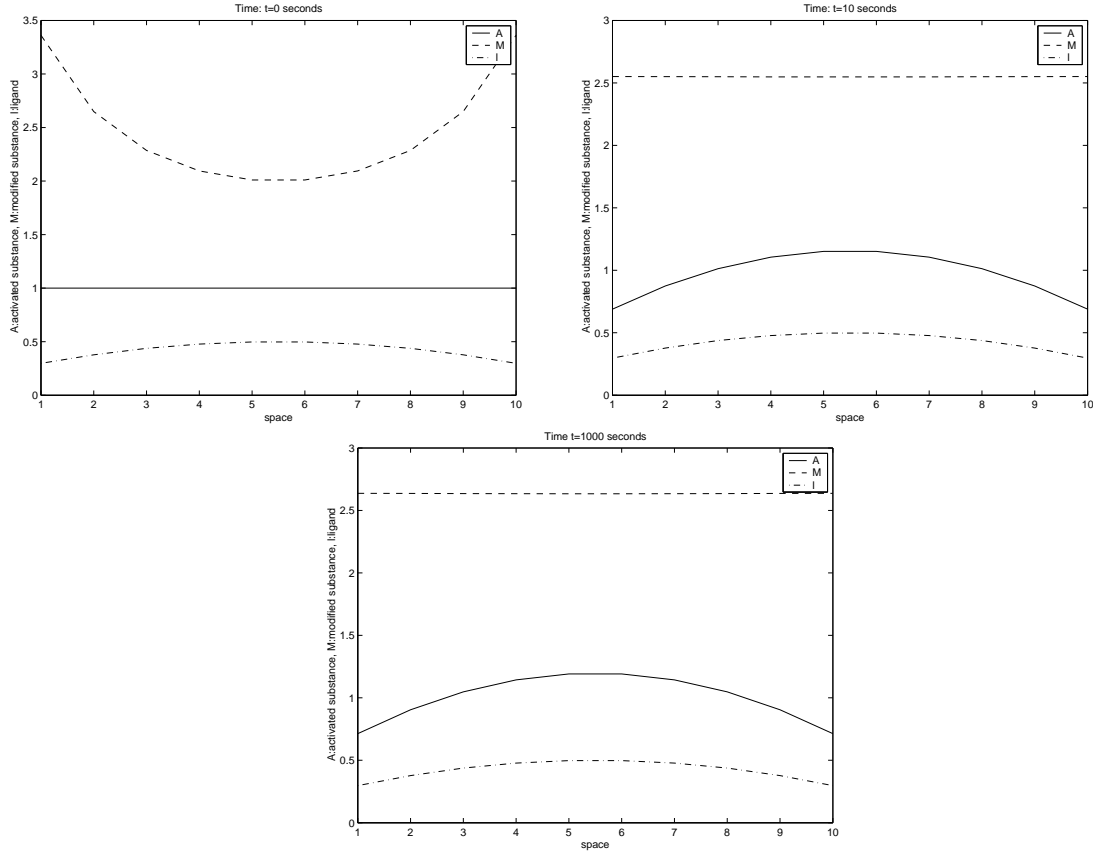 Time: t=0 seconds
A:activated substance, M:modified substance, I:ligand
3.5
3
2.5
2
1.5
1
0.5
0
A
M
I
1 2 3 4 5 6 7 8 9 10
space
Time: t=10 seconds
A:activated substance, M:modified substance, I:ligand
3
2.5
2
1.5
1
0.5
0
A
M
I
1 2 3 4 5 6 7 8 9 10
space
Time t=1000 seconds
A:activated substance, M:modified substance, I:ligand
3
2.5
2
1.5
1
0.5
0
A
M
I
1 2 3 4 5 6 7 8 9 10
space